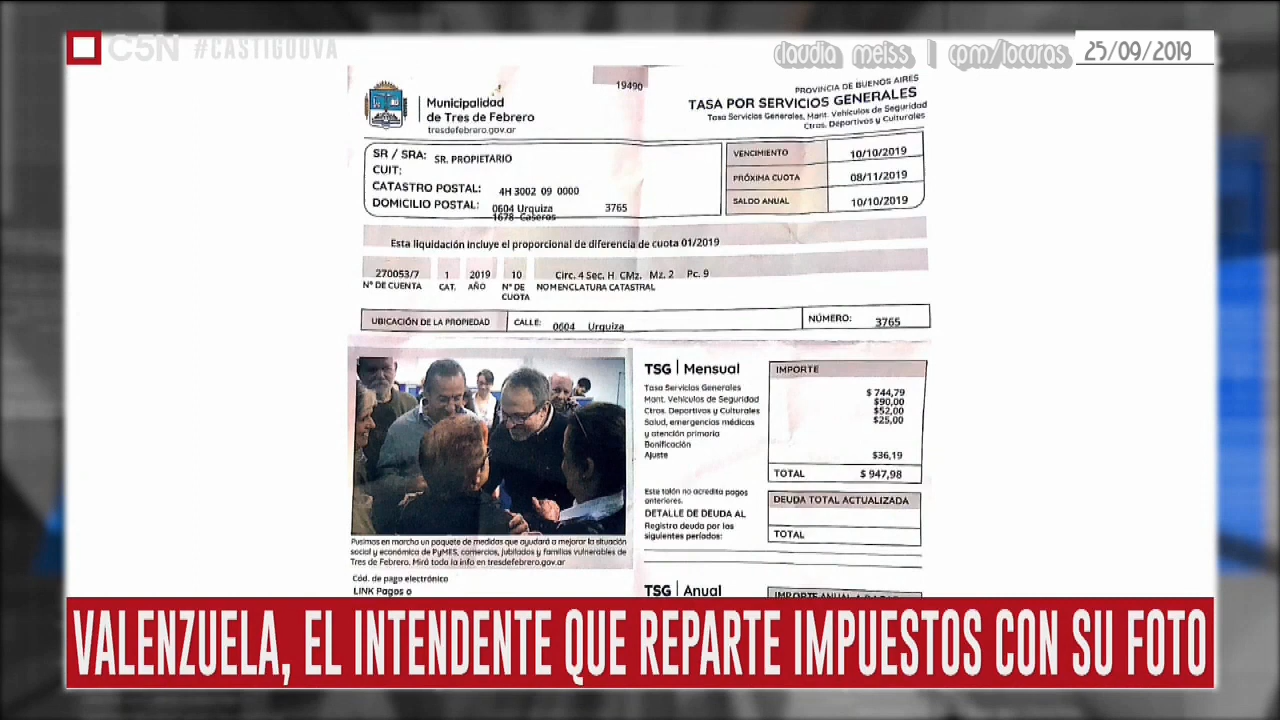 C5N #CASTIGOUVA
claudia meiss | cpm/locuras
25/09/2019
19490
Municipalidad
de Tres de Febrero
tresdefebrero.gov.ar
PROVINCIA DE BUENOS AIRES
TASA POR SERVICIOS GENERALES
Tasa Servicios Generales, Mant. Vehículos de Seguridad
Ctros. Deportivos y Culturales
SR / SRA: SR. PROPIETARIO
CUIT:
CATASTRO POSTAL: 4H 3002 09 0000
DOMICILIO POSTAL: 0604 Urquiza 3765
1678 Caseros
VENCIMIENTO 10/10/2019
PRÓXIMA CUOTA 08/11/2019
SALDO ANUAL 10/10/2019
Esta liquidación incluye el proporcional de diferencia de cuota 01/2019
270053/7 1 2019 10 Circ. 4 Sec. H. CMz. Mz. 2 Pc. 9
N° DE CUENTA CAT. AÑO N° DE CUOTA NOMENCLATURA CATASTRAL
UBICACIÓN DE LA PROPIEDAD CALLE: 0604 Urquiza NÚMERO: 3765
Pusimos en marcha un paquete de medidas que ayudará a mejorar la situación
social y económica de PyMES, comercios, jubilados y familias vulnerables de
Tres de Febrero. Mirá toda la info en tresdefebrero.gov.ar
Cód. de pago electrónico
LINK Pagos o
TSG | Mensual
Tasa Servicios Generales
Mant. Vehículos de Seguridad
Ctros. Deportivos y Culturales
Salud, emergencias médicas
y atención primaria
Bonificación
Ajuste
IMPORTE
$ 744,79
$90,00
$52,00
$25,00
$36,19
TOTAL $ 947,98
Este talón no acredita pagos
anteriores.
DETALLE DE DEUDA AL
Registra deuda por los
siguientes períodos:
DEUDA TOTAL ACTUALIZADA
TOTAL
TSG | Anual
VALENZUELA, EL INTENDENTE QUE REPARTE IMPUESTOS CON SU FOTO